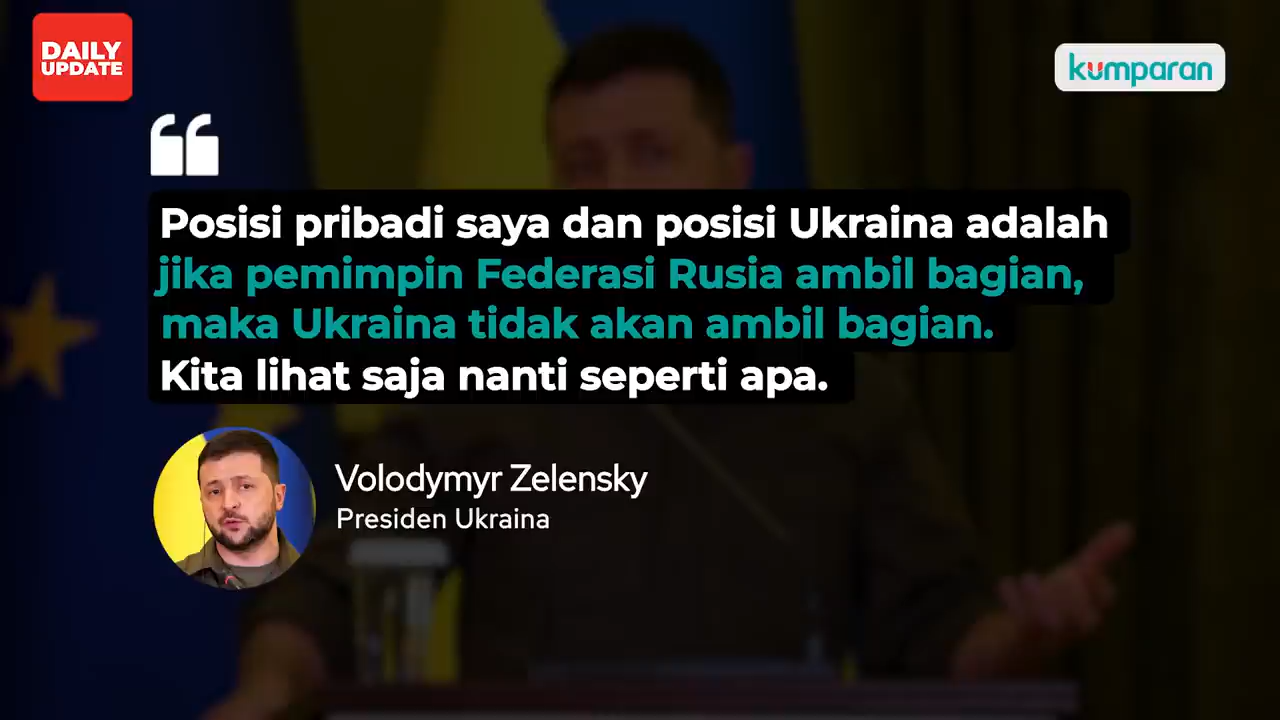 DAILY
UPDATE
kumparan
Posisi pribadi saya dan posisi Ukraina adalah
jika pemimpin Federasi Rusia ambil bagian,
maka Ukraina tidak akan ambil bagian.
Kita lihat saja nanti seperti apa.
Volodymyr Zelensky
Presiden Ukraina